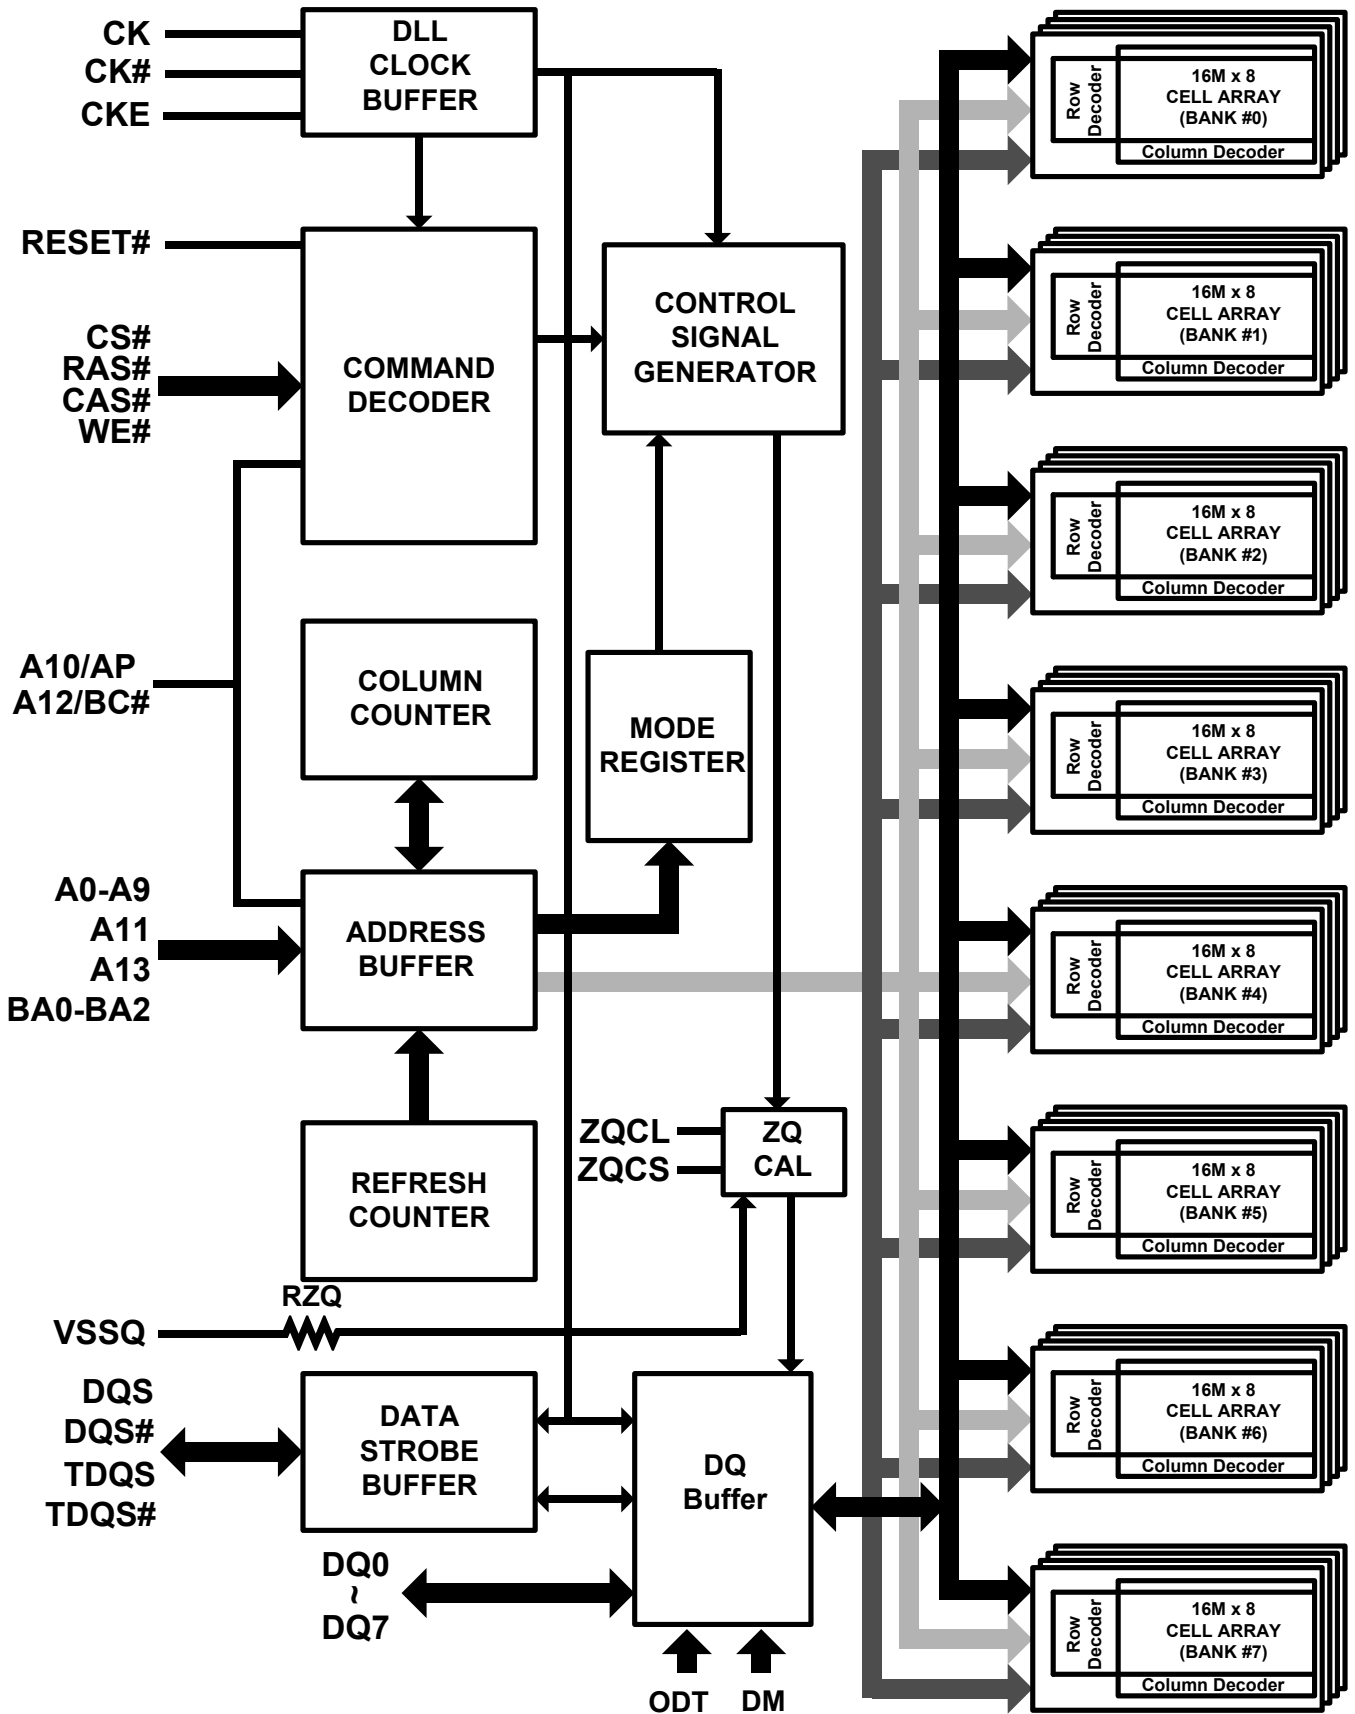 CK
CK#
CKE
DLL
CLOCK
BUFFER
RESET#
CS#
RAS#
CAS#
WE#
COMMAND
DECODER
CONTROL
SIGNAL
GENERATOR
A10/AP
A12/BC#
COLUMN
COUNTER
MODE
REGISTER
A0-A9
A11
A13
BA0-BA2
ADDRESS
BUFFER
REFRESH
COUNTER
ZQCL
ZQCS
ZQ
CAL
RZQ
VSSQ
DQS
DQS#
TDQS
TDQS#
DATA
STROBE
BUFFER
DQ
Buffer
DQ0
~
DQ7
ODT
DM
Row
Decoder
16M x 8
CELL ARRAY
(BANK #0)
Column Decoder
Row
Decoder
16M x 8
CELL ARRAY
(BANK #1)
Column Decoder
Row
Decoder
16M x 8
CELL ARRAY
(BANK #2)
Column Decoder
Row
Decoder
16M x 8
CELL ARRAY
(BANK #3)
Column Decoder
Row
Decoder
16M x 8
CELL ARRAY
(BANK #4)
Column Decoder
Row
Decoder
16M x 8
CELL ARRAY
(BANK #5)
Column Decoder
Row
Decoder
16M x 8
CELL ARRAY
(BANK #6)
Column Decoder
Row
Decoder
16M x 8
CELL ARRAY
(BANK #7)
Column Decoder